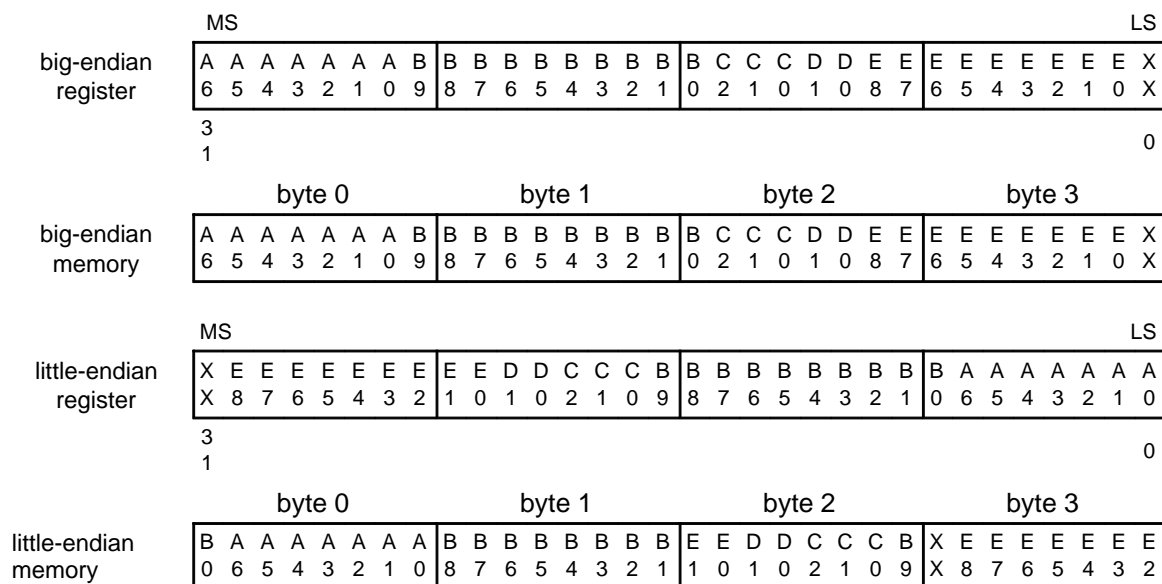 MS LS
big-endian register
A A A A A A A B B B B B B B B B B C C C D D E E E E E E E E E X
6 5 4 3 2 1 0 9 8 7 6 5 4 3 2 1 0 2 1 0 1 0 8 7 6 5 4 3 2 1 0 X
3
1 0
byte 0 byte 1 byte 2 byte 3
big-endian memory
A A A A A A A B B B B B B B B B B C C C D D E E E E E E E E E X
6 5 4 3 2 1 0 9 8 7 6 5 4 3 2 1 0 2 1 0 1 0 8 7 6 5 4 3 2 1 0 X
MS LS
little-endian register
X E E E E E E E E E D D C C C B B B B B B B B B B A A A A A A A
X 8 7 6 5 4 3 2 1 0 1 0 2 1 0 9 8 7 6 5 4 3 2 1 0 6 5 4 3 2 1 0
3
1 0
byte 0 byte 1 byte 2 byte 3
little-endian memory
B A A A A A A A B B B B B B B B E E D D C C C B X E E E E E E E
0 6 5 4 3 2 1 0 8 7 6 5 4 3 2 1 1 0 1 0 2 1 0 9 X 8 7 6 5 4 3 2